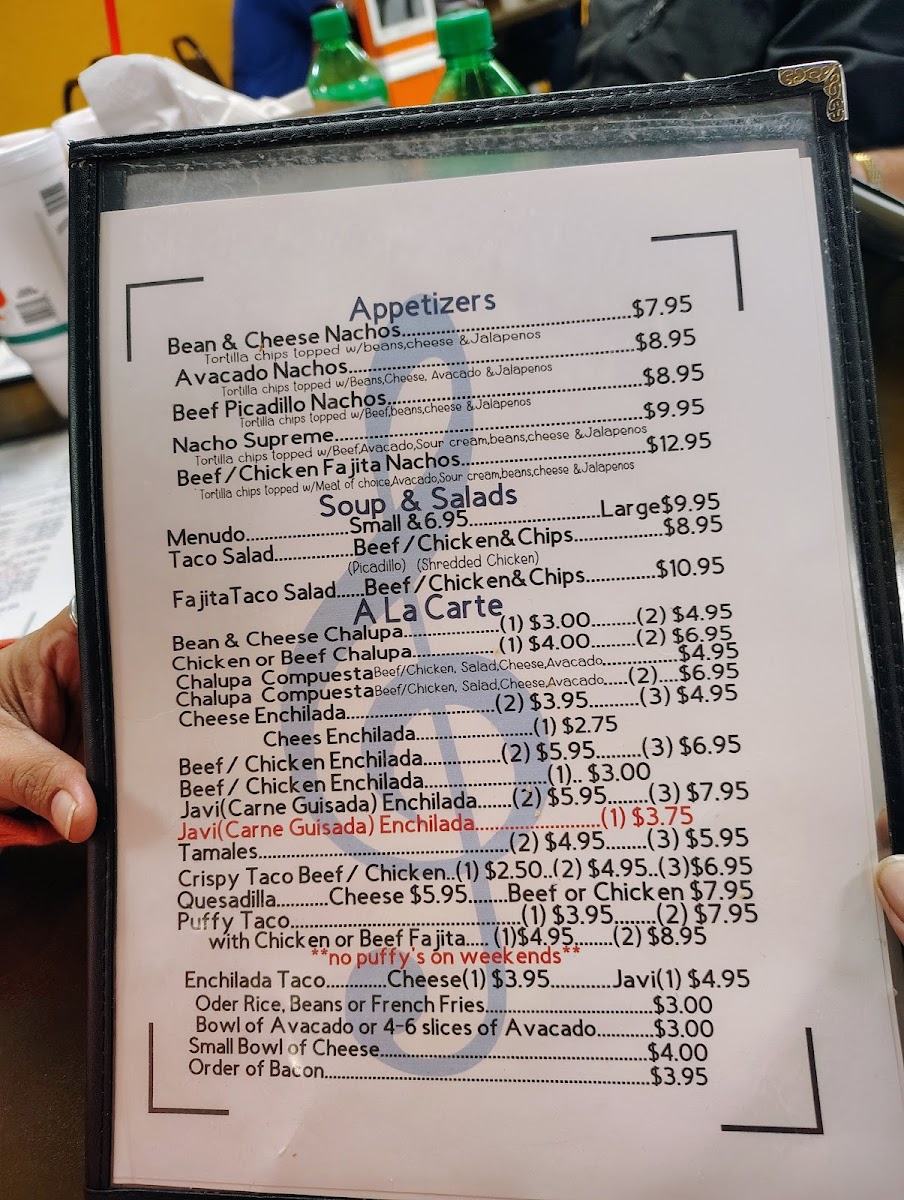 Appetizers
Bean & Cheese Nachos........................................$7.95
Tortilla chips topped w/beans,cheese &Jalapenos
Avacado Nachos..................................................$8.95
Tortilla chips topped w/Beans,Cheese, Avacado &Jalapenos
Beef Picadillo Nachos............................................$8.95
Tortilla chips topped w/Beef,beans,cheese &Jalapenos
Nacho Supreme.....................................................$9.95
Tortilla chips topped w/Beef,Avacado,Sour cream,beans,cheese &Jalapenos
Beef/Chicken Fajita Nachos................................$12.95
Tortilla chips topped w/Meat of choice,Avacado,Sour cream,beans,cheese &Jalapenos
Soup & Salads
Menudo....................Small &6.95.........................Large$9.95
Taco Salad...............Beef/Chicken&Chips.................$8.95
(Picadillo) (Shredded Chicken)
FajitaTaco Salad.....Beef/Chicken&Chips.............$10.95
A La Carte
Bean & Cheese Chalupa..................(1) $3.00........(2) $4.95
Chicken or Beef Chalupa................(1) $4.00........(2) $6.95
Chalupa CompuestaBeef/Chicken, Salad,Cheese,Avacado..................$4.95
Chalupa CompuestaBeef/Chicken, Salad,Cheese,Avacado.....(2)....$6.95
Cheese Enchilada...........................(2) $3.95.........(3) $4.95
Chees Enchilada.....................(1) $2.75
Beef/ Chicken Enchilada..............(2) $5.95........(3) $6.95
Beef/ Chicken Enchilada......................(1).. $3.00
Javi(Carne Guisada) Enchilada......(2) $5.95.......(3) $7.95
Javi(Carne Guisada) Enchilada......................(1) $3.75
Tamales..............................................(2) $4.95.......(3) $5.95
Crispy Taco Beef/ Chicken..(1) $2.50..(2) $4.95..(3)$6.95
Quesadilla..........Cheese $5.95.......Beef or Chicken $7.95
Puffy Taco..........................................(1) $3.95.......(2) $7.95
with Chicken or Beef Fajita..... (1)$4.95.......(2) $8.95
**no puffy's on weekends**
Enchilada Taco...........Cheese(1) $3.95...........Javi(1) $4.95
Oder Rice, Beans or French Fries..............................$3.00
Bowl of Avacado or 4-6 slices of Avacado..........$3.00
Small Bowl of Cheese................................................$4.00
Order of Bacon...........................................................$3.95